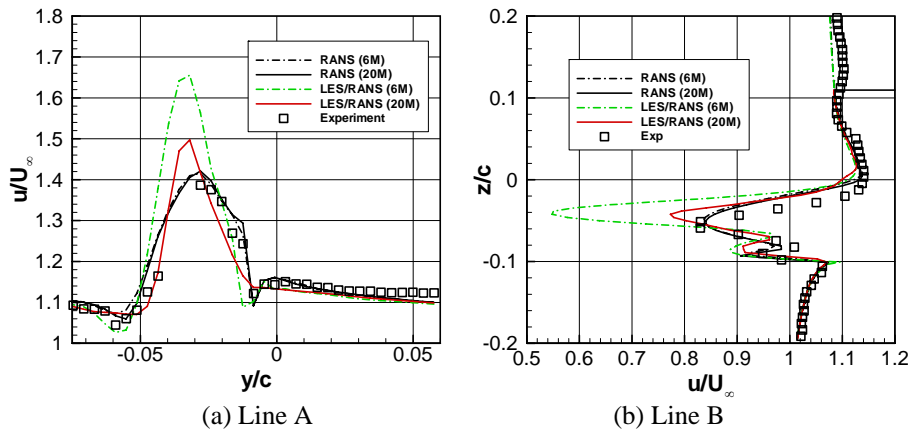 u/U∞
1.8
1.7
1.6
1.5
1.4
1.3
1.2
1.1
1
-0.05
0
0.05
y/c
RANS (6M)
RANS (20M)
LES/RANS (6M)
LES/RANS (20M)
Experiment
(a) Line A
z/c
0.2
0.1
0
-0.1
-0.2
0.5
0.6
0.7
0.8
0.9
1
1.1
1.2
u/U∞
RANS (6M)
RANS (20M)
LES/RANS (6M)
LES/RANS (20M)
Exp
(b) Line B